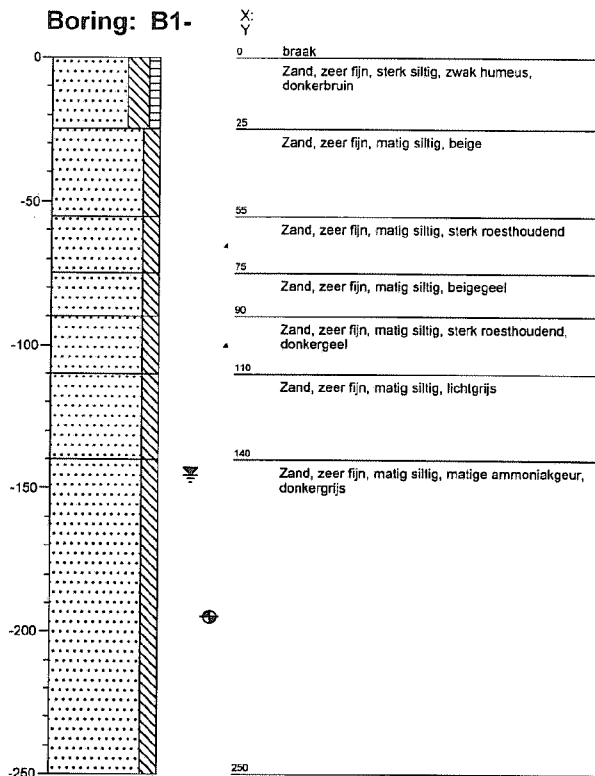 Boring: B1-
X:
Y
0
0 braak
Zand, zeer fijn, sterk siltig, zwak humeus,
donkerbruin
25
Zand, zeer fijn, matig siltig, beige
-50
55
Zand, zeer fijn, matig siltig, sterk roesthoudend
75
Zand, zeer fijn, matig siltig, beigegeel
90
Zand, zeer fijn, matig siltig, sterk roesthoudend,
donkergeel
-100
110
Zand, zeer fijn, matig siltig, lichtgrijs
140
Zand, zeer fijn, matig siltig, matige ammoniakgeur,
donkergrijs
-150
-200
-250
250